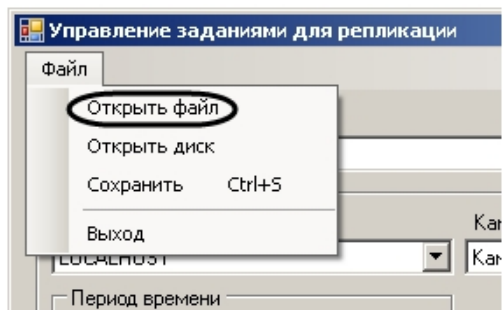 Управление заданиями для репликации
Файл
Открыть файл
Открыть диск
Сохранить Ctrl+S
Выход
LOCALHOST
Период времени